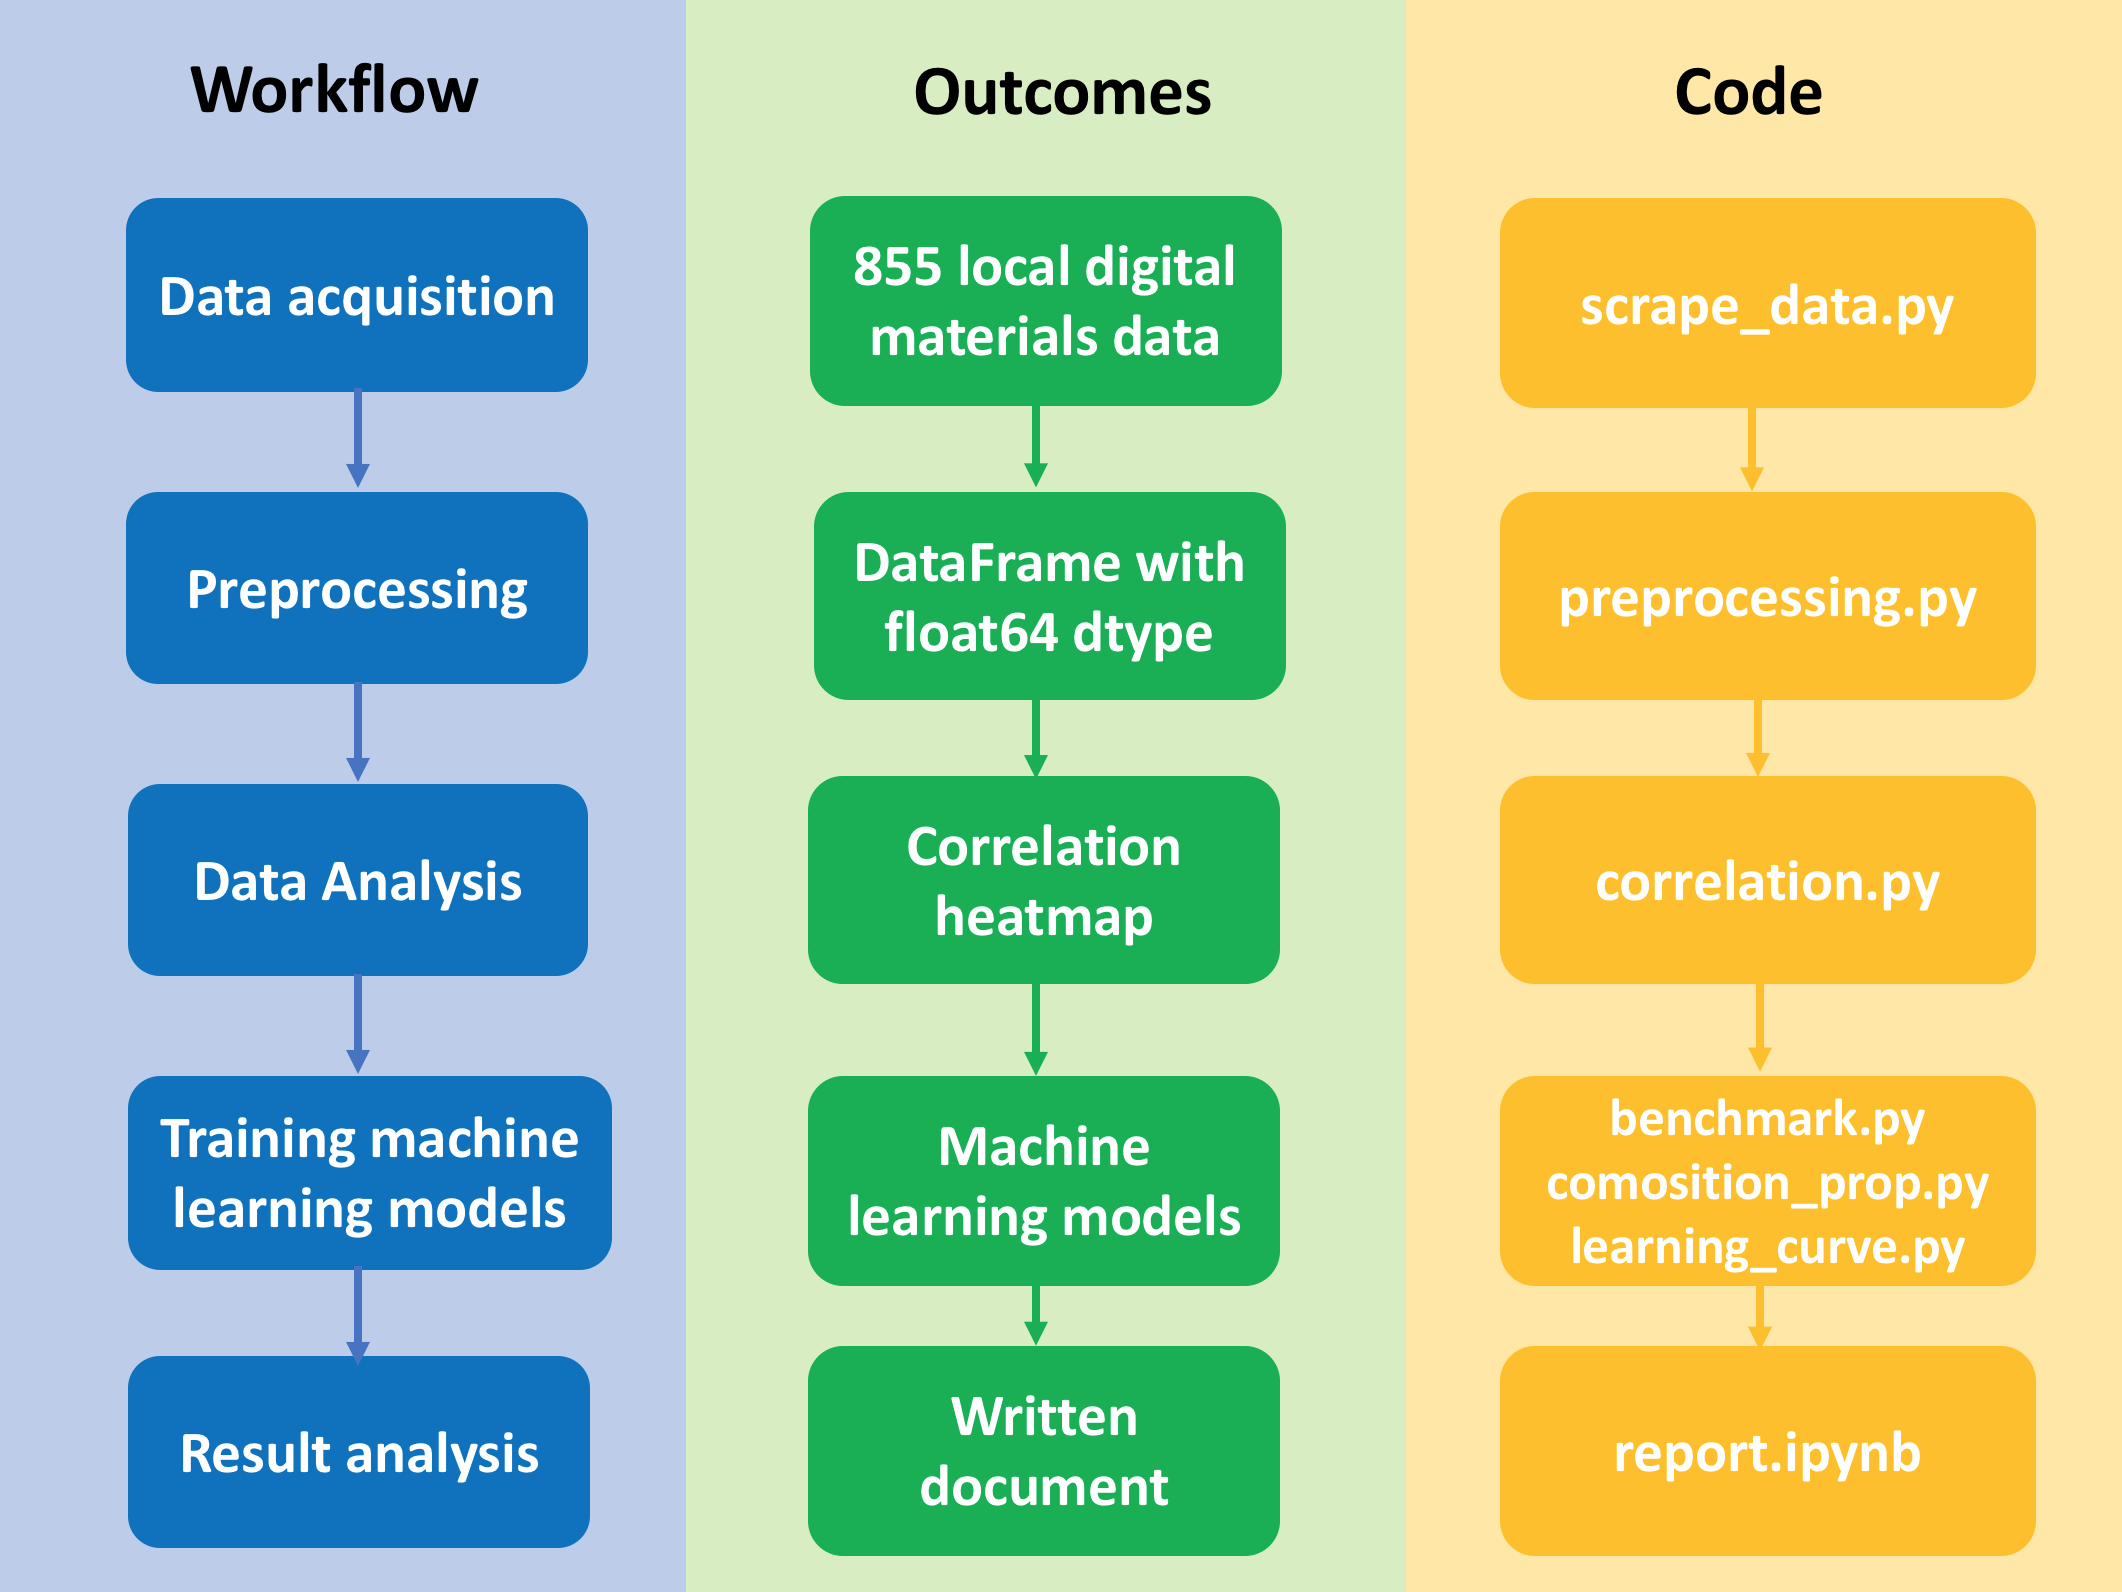 Workflow
Data acquisition
Preprocessing
Data Analysis
Training machine
learning models
Result analysis
Outcomes
855 local digital
materials data
DataFrame with
float64 dtype
Correlation
heatmap
Machine
learning models
Written
document
Code
scrape_data.py
preprocessing.py
correlation.py
benchmark.py
comosition_prop.py
learning_curve.py
report.ipynb